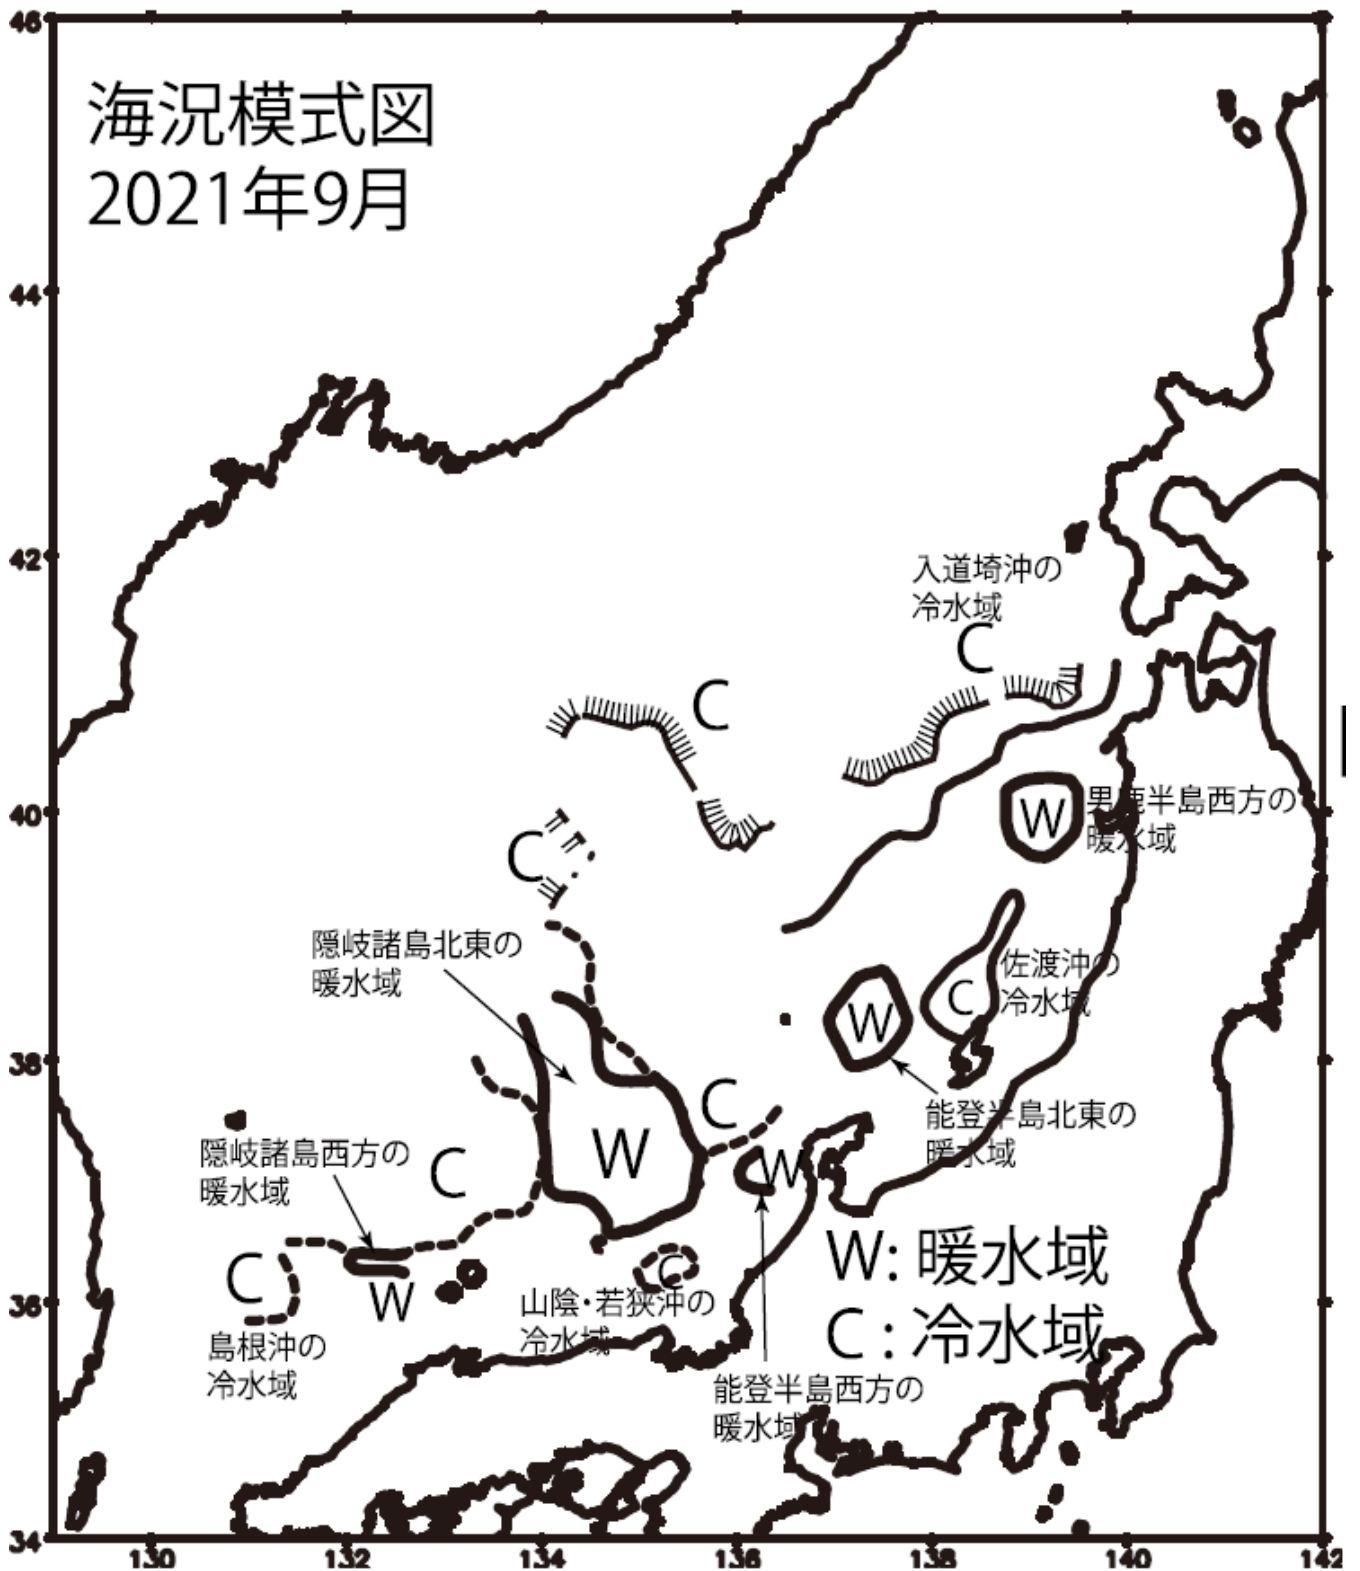 46
海況模式図
2021年9月
44
42
入道埼沖の
冷水域
C
C
40
W
男鹿半島西方の
暖水域
C
隠岐諸島北東の
暖水域
佐渡沖の
冷水域
C
W
38
C
能登半島北東の
暖水域
隠岐諸島西方の
暖水域
C
W
W
W: 暖水域
C
C
W
36
山陰・若狭沖の
冷水域
C : 冷水域
島根沖の
冷水域
能登半島西方の
暖水域
34
130
132
134
136
138
140
142